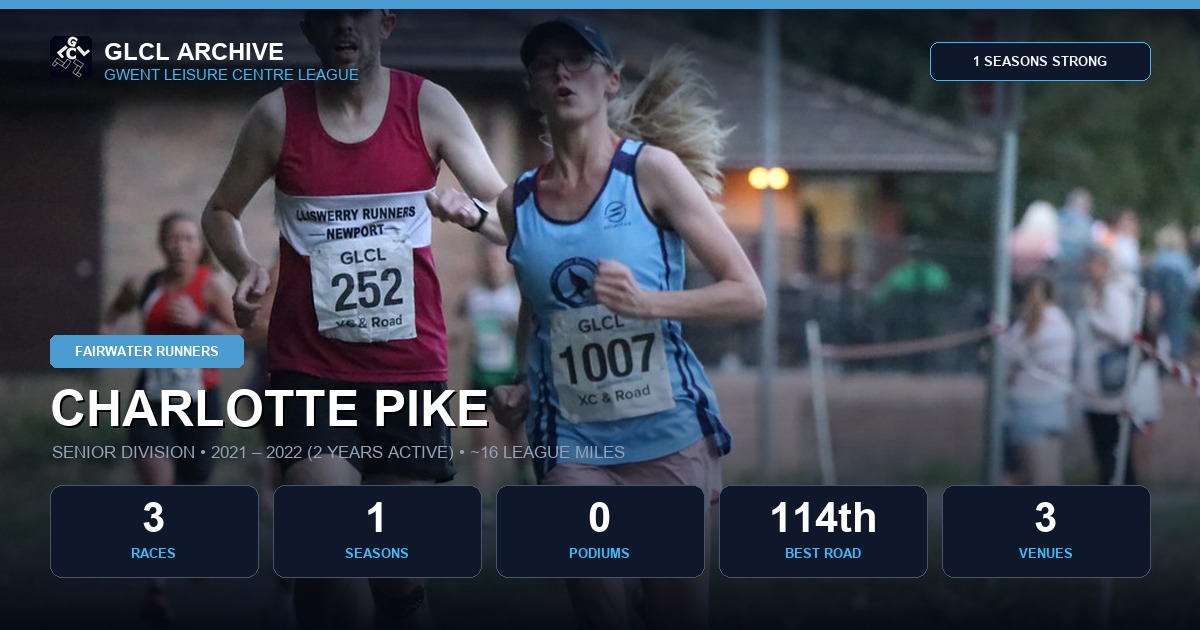 GLCL ARCHIVE
GWENT LEISURE CENTRE LEAGUE
1 SEASONS STRONG
RUNNERS
NEWPORT
GLCL
252
XC & Road
GLCL
1007
XC & Road
FAIRWATER RUNNERS
CHARLOTTE PIKE
SENIOR DIVISION • 2021 – 2022 (2 YEARS ACTIVE) • ~16 LEAGUE MILES
3
RACES
1
SEASONS
0
PODIUMS
114th
BEST ROAD
3
VENUES